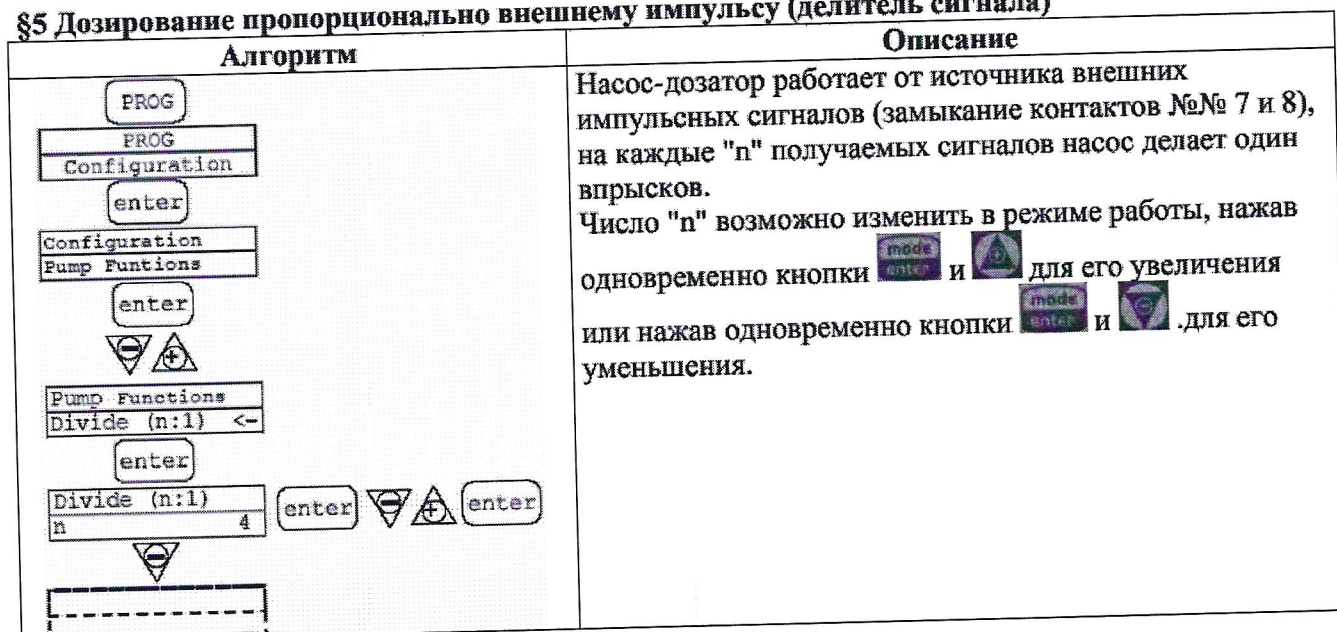 §5 Дозирование пропорционально внешнему импульсу (делитель сигнала)
Алгоритм
Описание
PROG
PROG
Configuration
enter
Configuration
Pump Funtions
enter
Pump Functions
Divide (n:1) <-
enter
Divide (n:1)
n 4
enter
enter
Насос-дозатор работает от источника внешних
импульсных сигналов (замыкание контактов №№ 7 и 8),
на каждые "n" получаемых сигналов насос делает один
впрысков.
Число "n" возможно изменить в режиме работы, нажав
одновременно кнопки mode enter и для его увеличения
или нажав одновременно кнопки mode enter и .для его
уменьшения.